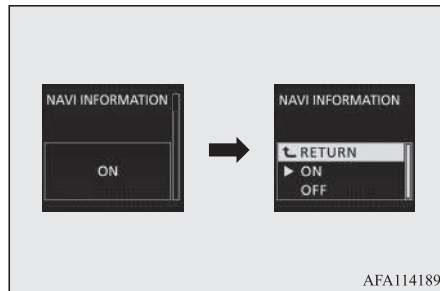 NAVI INFORMATION
ON
NAVI INFORMATION
RETURN
ON
OFF
AFA114189